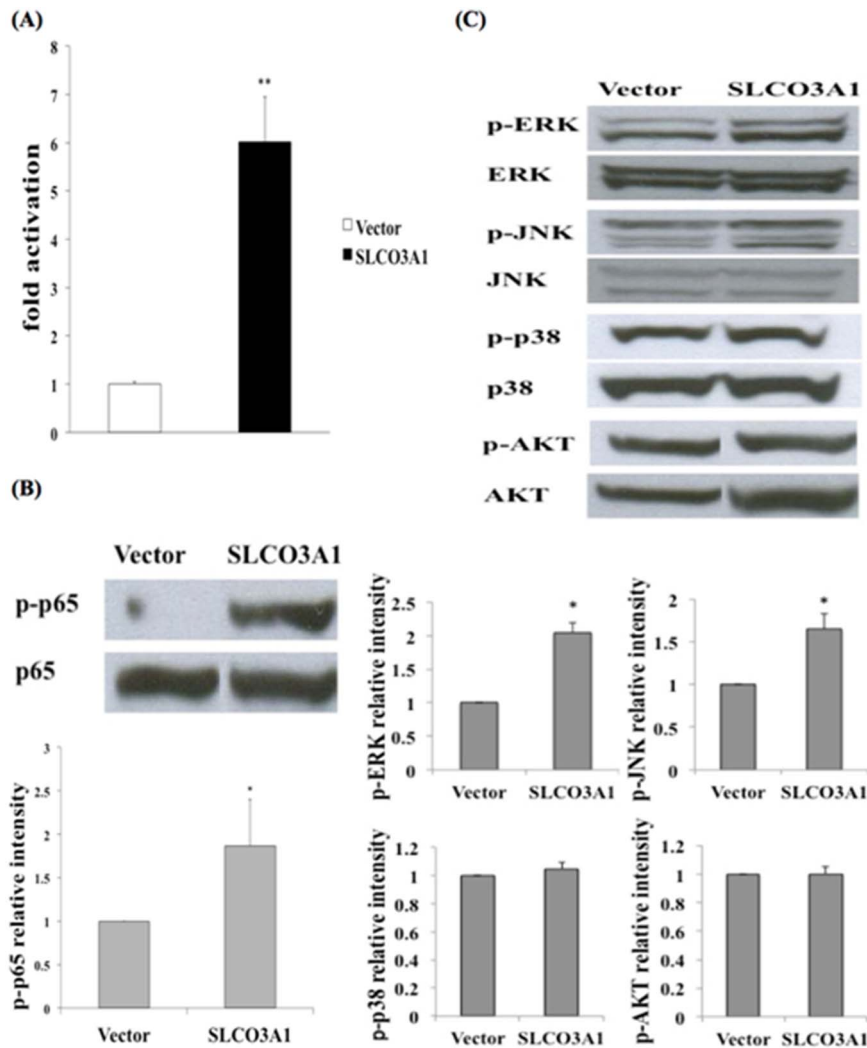 (A)
8
7
6
5
4
3
2
1
0
fold activation
**
Vector
SLCO3A1
(C)
Vector SLCO3A1
p-ERK
ERK
p-JNK
JNK
p-p38
p38
p-AKT
AKT
(B)
Vector SLCO3A1
p-p65
p65
3
2.5
2
1.5
1
0.5
0
p-p65 relative intensity
*
Vector SLCO3A1
2.5
2
1.5
1
0.5
0
p-ERK relative intensity
*
Vector SLCO3A1
2
1.5
1
0.5
0
p-JNK relative intensity
*
Vector SLCO3A1
1.2
1
0.8
0.6
0.4
0.2
0
p-p38 relative intensity
Vector SLCO3A1
1.2
1
0.8
0.6
0.4
0.2
0
p-AKT relative intensity
Vector SLCO3A1